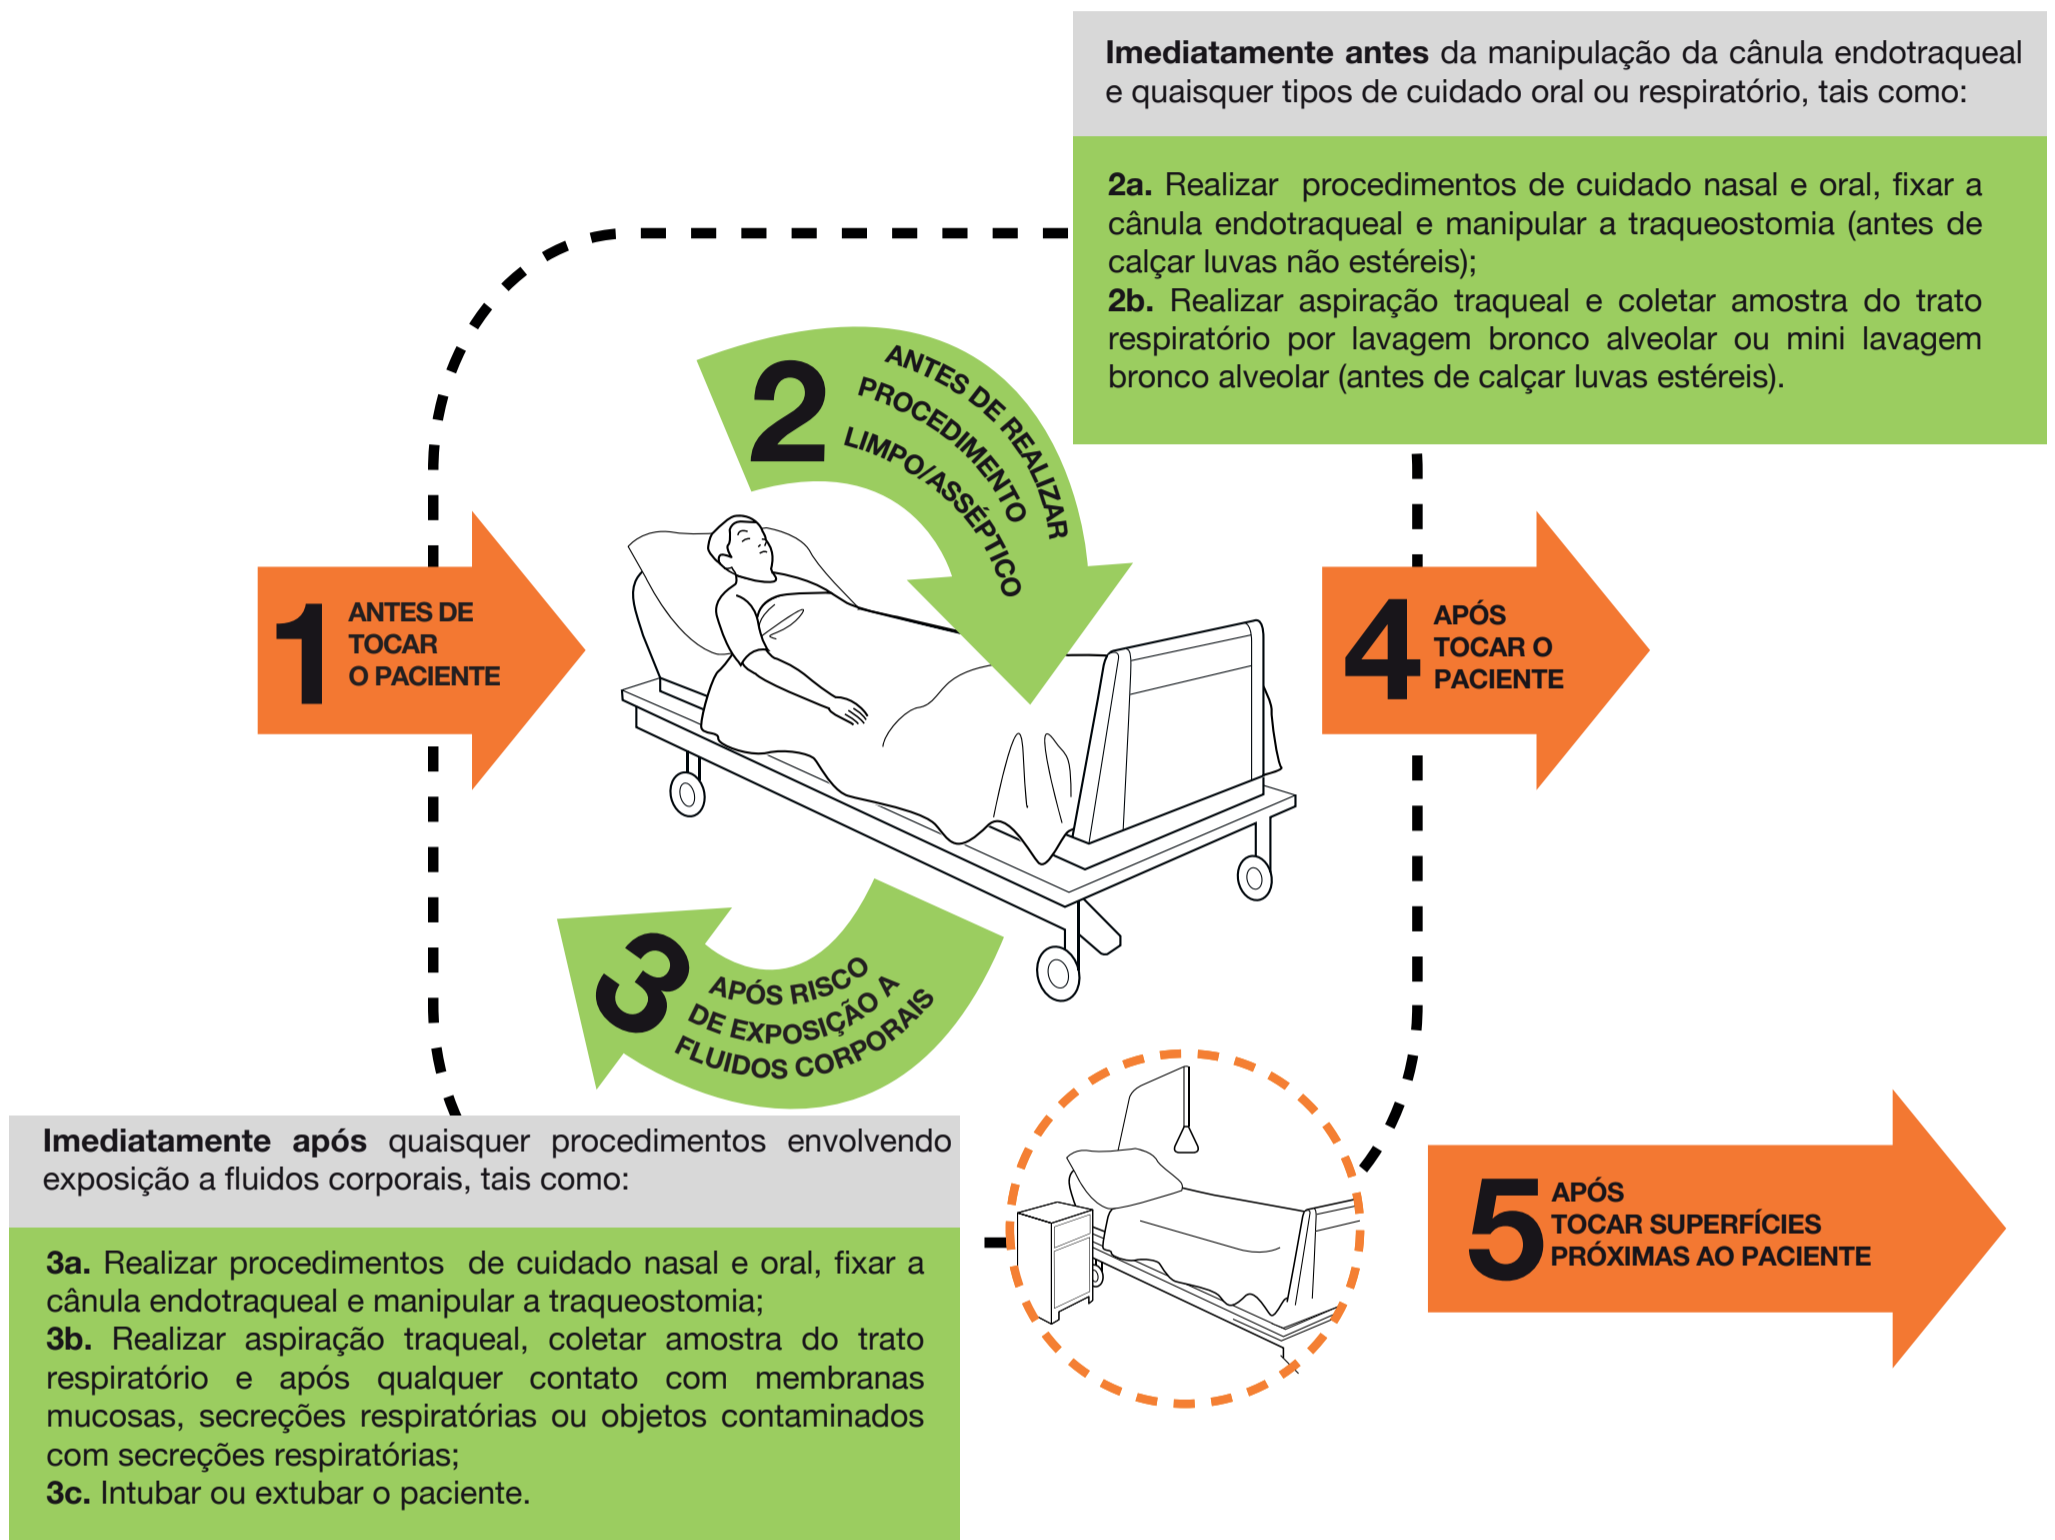 Imediatamente antes da manipulação da cânula endotraqueal
e quaisquer tipos de cuidado oral ou respiratório, tais como:
2a. Realizar procedimentos de cuidado nasal e oral, fixar a
cânula endotraqueal e manipular a traqueostomia (antes de
calçar luvas não estéreis);
2b. Realizar aspiração traqueal e coletar amostra do trato
respiratório por lavagem bronco alveolar ou mini lavagem
bronco alveolar (antes de calçar luvas estéreis).
1
ANTES DE
TOCAR
O PACIENTE
2
ANTES DE REALIZAR
PROCEDIMENTO
LIMPO/ASSÉPTICO
3
APÓS RISCO
DE EXPOSIÇÃO A
FLUIDOS CORPORAIS
4
APÓS
TOCAR O
PACIENTE
5
APÓS
TOCAR SUPERFÍCIES
PRÓXIMAS AO PACIENTE
Imediatamente após quaisquer procedimentos envolvendo
exposição a fluidos corporais, tais como:
3a. Realizar procedimentos de cuidado nasal e oral, fixar a
cânula endotraqueal e manipular a traqueostomia;
3b. Realizar aspiração traqueal, coletar amostra do trato
respiratório e após qualquer contato com membranas
mucosas, secreções respiratórias ou objetos contaminados
com secreções respiratórias;
3c. Intubar ou extubar o paciente.